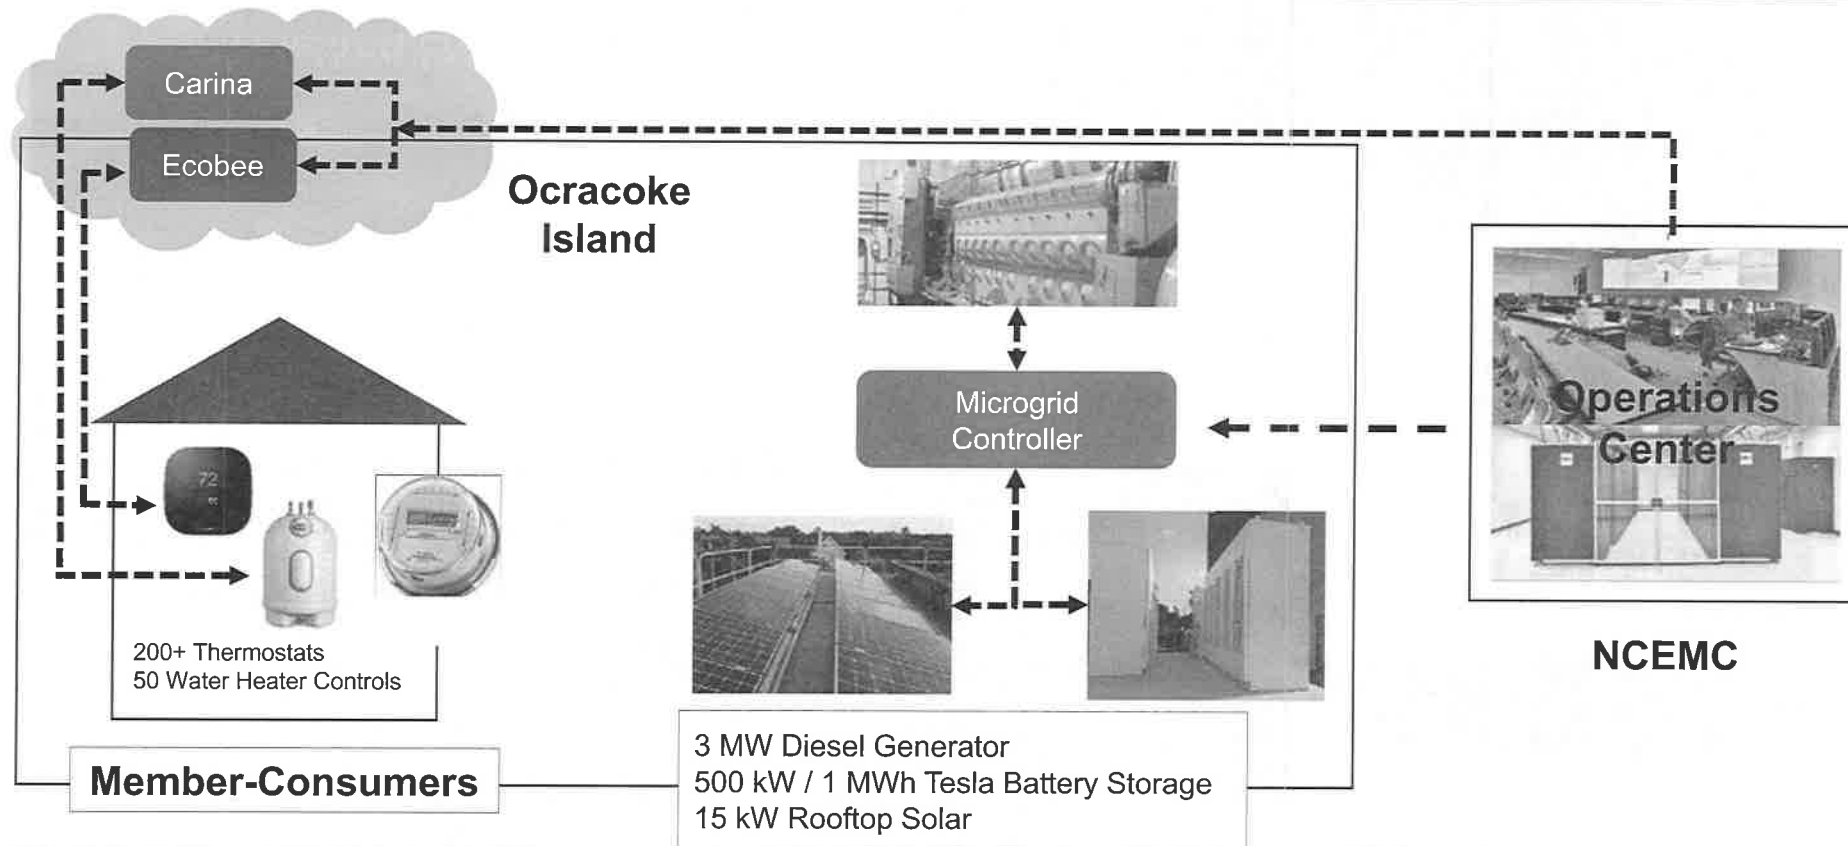 Carina
Ecobee
Ocracoke
Island
Microgrid
Controller
Operations
Center
NCEMC
72
200+ Thermostats
50 Water Heater Controls
Member-Consumers
3 MW Diesel Generator
500 kW / 1 MWh Tesla Battery Storage
15 kW Rooftop Solar